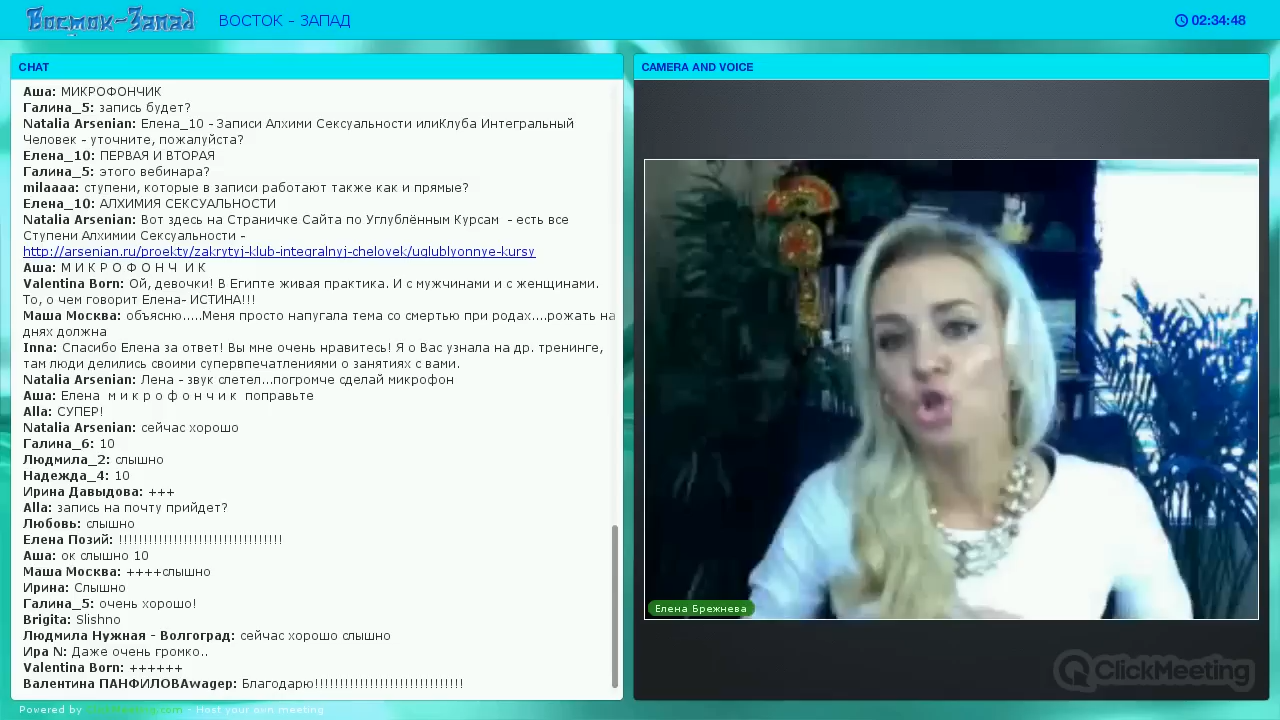 Восток-Запад
ВОСТОК - ЗАПАД
02:34:48
CHAT
Аша: МИКРОФОНЧИК
Галина_5: запись будет?
Natalia Arsenian: Елена_10 - Записи Алхими Сексуальности илиКлуба Интегральный
Человек - уточните, пожалуйста?
Елена_10: ПЕРВАЯ И ВТОРАЯ
Галина_5: этого вебинара?
milaaaa: ступени, которые в записи работают также как и прямые?
Елена_10: АЛХИМИЯ СЕКСУАЛЬНОСТИ
Natalia Arsenian: Вот здесь на Страничке Сайта по Углублённым Курсам - есть все
Ступени Алхимии Сексуальности -
http://arsenian.ru/proekty/zakrytyj-klub-integralnyj-chelovek/uglublyonnye-kursy
Аша: М И К Р О Ф О Н Ч И К
Valentina Born: Ой, девочки! В Египте живая практика. И с мужчинами и с женщинами.
То, о чем говорит Елена- ИСТИНА!!!
Маша Москва: объясню.....Меня просто напугала тема со смертью при родах....рожать на
днях должна
Inna: Спасибо Елена за ответ! Вы мне очень нравитесь! Я о Вас узнала на др. тренинге,
там люди делились своими супервпечатлениями о занятиях с вами.
Natalia Arsenian: Лена - звук слетел...погромче сделай микрофон
Аша: Елена м и к р о ф о н ч и к поправьте
Alla: СУПЕР!
Natalia Arsenian: сейчас хорошо
Галина_6: 10
Людмила_2: слышно
Надежда_4: 10
Ирина Давыдова: +++
Alla: запись на почту прийдет?
Любовь: слышно
Елена Позий: !!!!!!!!!!!!!!!!!!!!!!!!!!!!!!!!!
Аша: ок слышно 10
Маша Москва: ++++слышно
Ирина: Слышно
Галина_5: очень хорошо!
Brigita: Slishno
Людмила Нужная - Волгоград: сейчас хорошо слышно
Ира N: Даже очень громко..
Valentina Born: ++++++
Валентина ПАНФИЛОВАwagep: Благодарю!!!!!!!!!!!!!!!!!!!!!!!!!!!!!!
Powered by ClickMeeting.com - Host your own meeting
CAMERA AND VOICE
Елена Брежнева
ClickMeeting